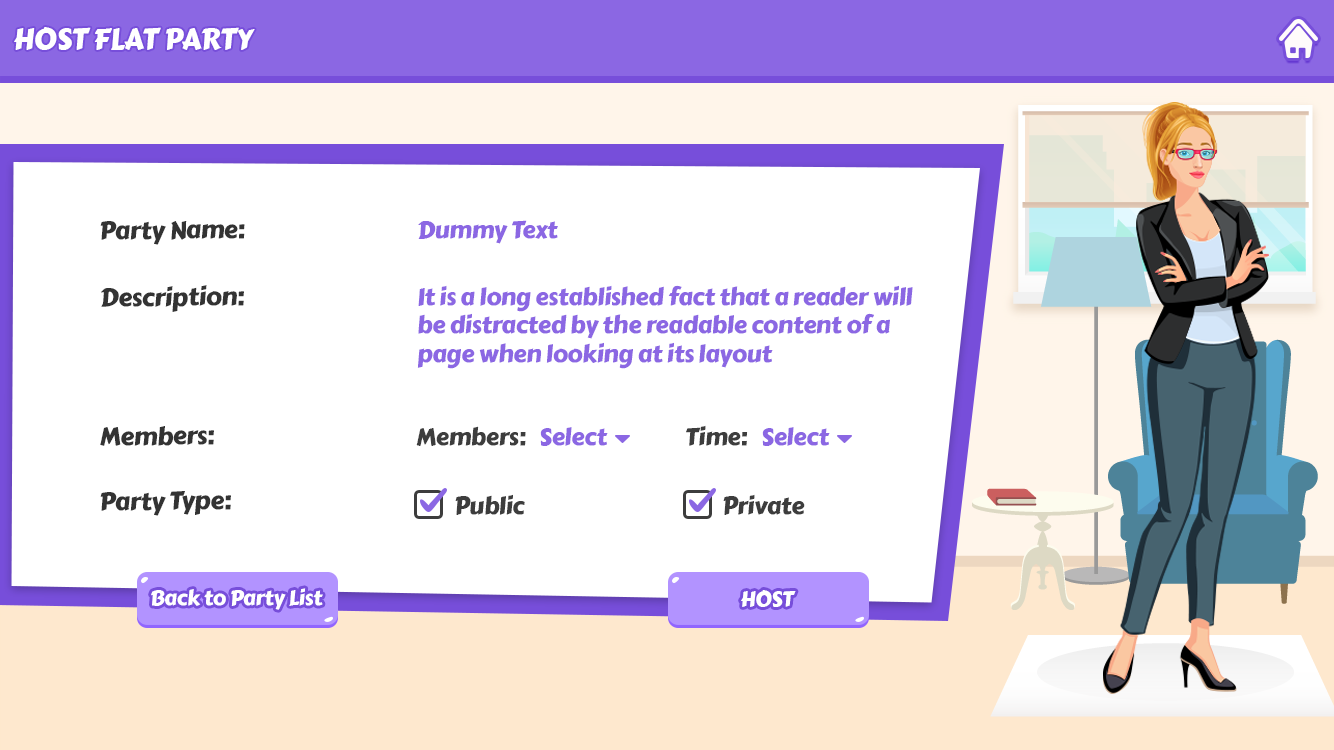 HOST FLAT PARTY
Party Name: Dummy Text
Description: It is a long established fact that a reader will
be distracted by the readable content of a
page when looking at its layout
Members: Members: Select Time: Select
Party Type: Public Private
Back to Party List HOST